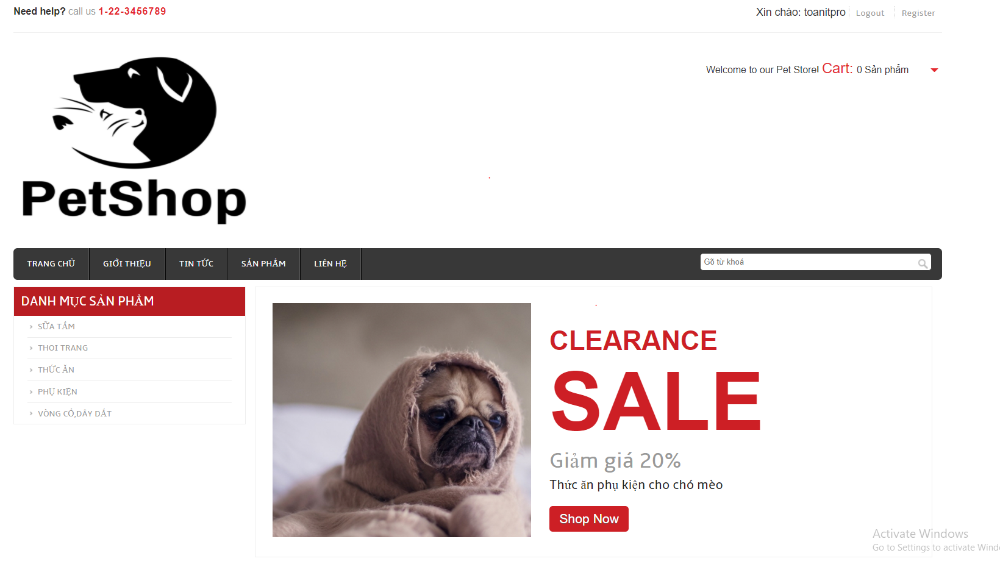 Need help? call us 1-22-3456789
Xin chào: toanitpro Logout Register
Welcome to our Pet Store! Cart: 0 Sản phẩm
PetShop
TRANG CHỦ GIỚI THIỆU TIN TỨC SẢN PHẨM LIÊN HỆ Gõ từ khoá
DANH MỤC SẢN PHẨM
SỮA TẮM
THOI TRANG
THỨC ĂN
PHỤ KIỆN
VÒNG CỔ,DÂY DẮT
CLEARANCE
SALE
Giảm giá 20%
Thức ăn phụ kiện cho chó mèo
Shop Now
Activate Windows
Go to Settings to activate Wind